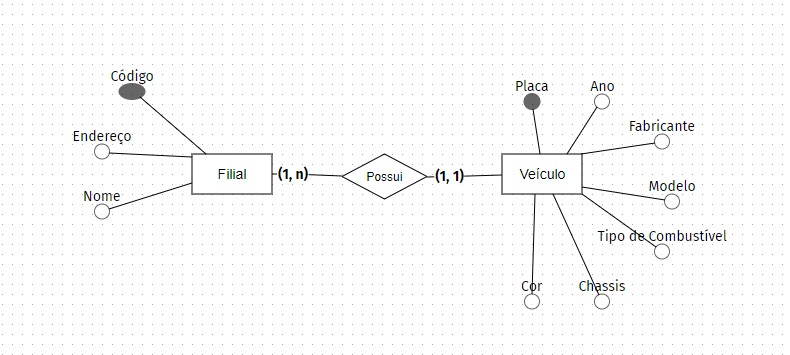 Código
Endereço
Nome
Filial
(1, n)
Possui
(1, 1)
Veículo
Placa
Ano
Fabricante
Modelo
Tipo de Combustível
Cor
Chassis